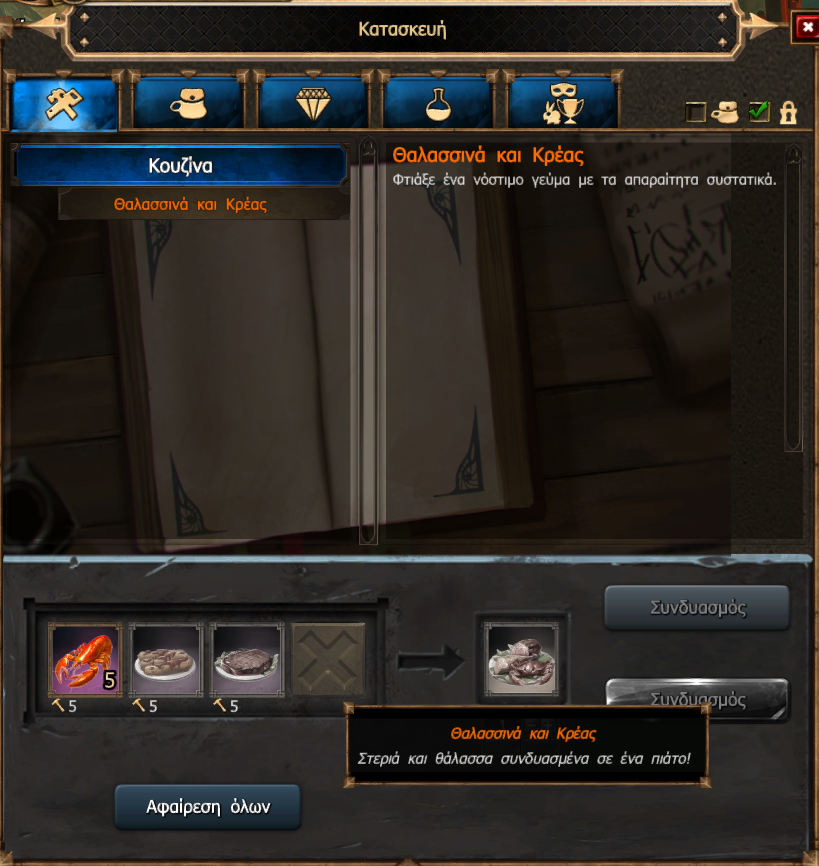 Κατασκευή
Κουζίνα
Θαλασσινά και Κρέας
Θαλασσινά και Κρέας
Φτιάξε ένα νόστιμο γεύμα με τα απαραίτητα συστατικά.
5
5
5
5
Συνδυασμός
Συνδυασμός
Θαλασσινά και Κρέας
Στεριά και θάλασσα συνδυασμένα σε ένα πιάτο!
Αφαίρεση όλων